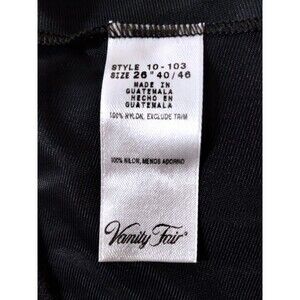 STYLE 10-103
SIZE 26" 40/46
MADE IN
GUATEMALA
HECHO EN
GUATEMALA
100% NYLON, EXCLUDE TRIM
100% NILON, MENOS ADORNO
Vanity Fair®